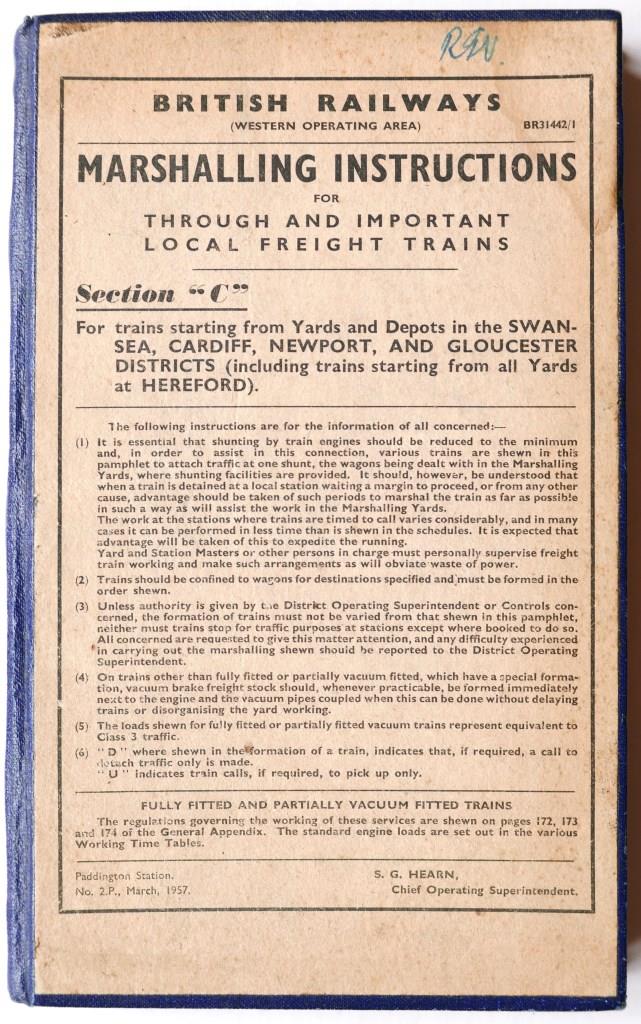 RGW.
BRITISH RAILWAYS
(WESTERN OPERATING AREA) BR31442/1
MARSHALLING INSTRUCTIONS
FOR
THROUGH AND IMPORTANT
LOCAL FREIGHT TRAINS
Section “C”
For trains starting from Yards and Depots in the SWAN-
SEA, CARDIFF, NEWPORT, AND GLOUCESTER
DISTRICTS (including trains starting from all Yards
at HEREFORD).
The following instructions are for the information of all concerned:—
(1) It is essential that shunting by train engines should be reduced to the minimum
and, in order to assist in this connection, various trains are shewn in this
pamphlet to attach traffic at one shunt, the wagons being dealt with in the Marshalling
Yards, where shunting facilities are provided. It should, however, be understood that
when a train is detained at a local station waiting a margin to proceed, or from any other
cause, advantage should be taken of such periods to marshal the train as far as possible
in such a way as will assist the work in the Marshalling Yards.
The work at the stations where trains are timed to call varies considerably, and in many
cases it can be performed in less time than is shewn in the schedules. It is expected that
advantage will be taken of this to expedite the running.
Yard and Station Masters or other persons in charge must personally supervise freight
train working and make such arrangements as will obviate waste of power.
(2) Trains should be confined to wagons for destinations specified and must be formed in the
order shewn.
(3) Unless authority is given by the District Operating Superintendent or Controls con-
cerned, the formation of trains must not be varied from that shewn in this pamphlet,
neither must trains stop for traffic purposes at stations except where booked to do so.
All concerned are requested to give this matter attention, and any difficulty experienced
in carrying out the marshalling shewn should be reported to the District Operating
Superintendent.
(4) On trains other than fully fitted or partially vacuum fitted, which have a special forma-
tion, vacuum brake freight stock should, whenever practicable, be formed immediately
next to the engine and the vacuum pipes coupled when this can be done without delaying
trains or disorganising the yard working.
(5) The loads shewn for fully fitted or partially fitted vacuum trains represent equivalent to
Class 3 traffic.
(6) “D” where shewn in the formation of a train, indicates that, if required, a call to
detach traffic only is made.
“U” indicates train calls, if required, to pick up only.
FULLY FITTED AND PARTIALLY VACUUM FITTED TRAINS
The regulations governing the working of these services are shewn on pages 172, 173
and 174 of the General Appendix. The standard engine loads are set out in the various
Working Time Tables.
Paddington Station. S. G. HEARN,
No. 2.P., March, 1957. Chief Operating Superintendent.